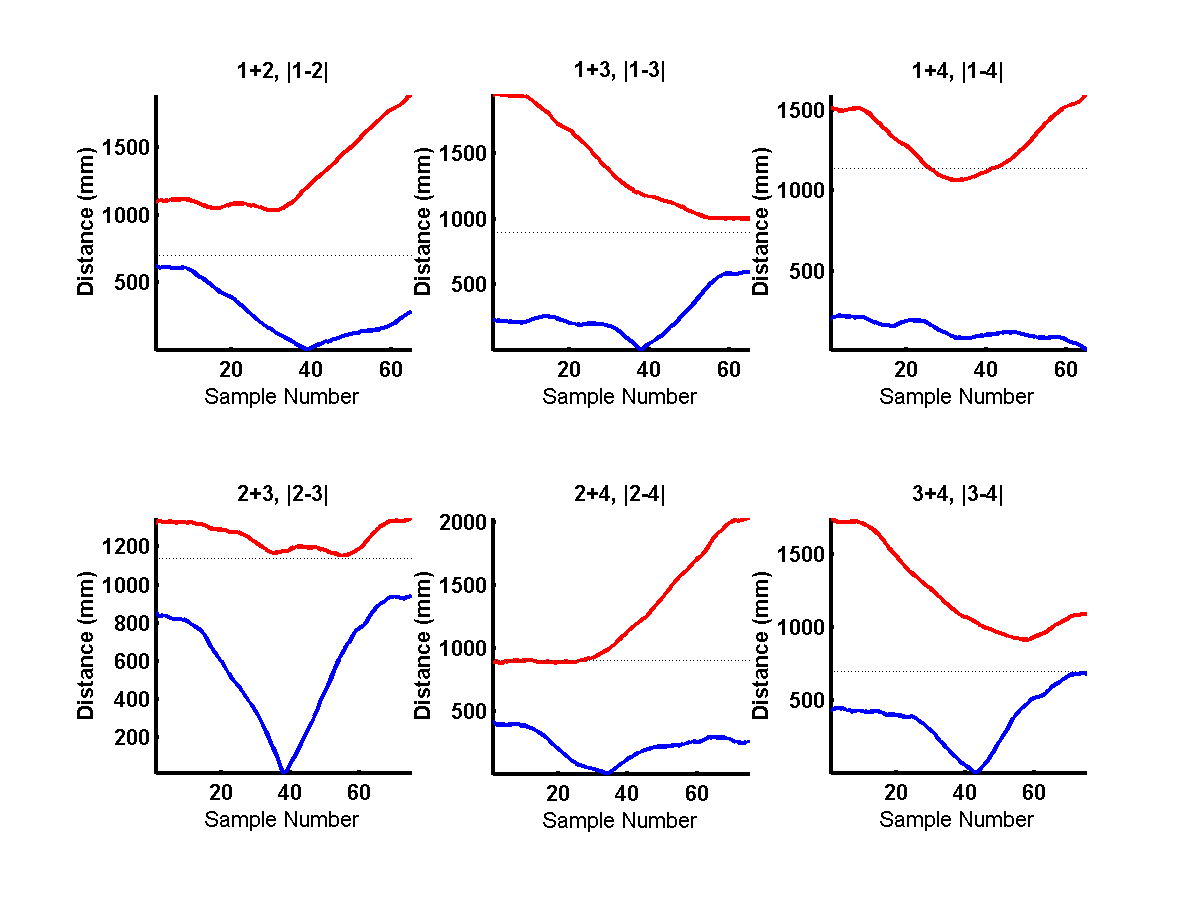 1+2, |1-2|
Distance (mm)
1500
1000
500
20 40 60
Sample Number
1+3, |1-3|
Distance (mm)
1500
1000
500
20 40 60
Sample Number
1+4, |1-4|
Distance (mm)
1500
1000
500
20 40 60
Sample Number
2+3, |2-3|
Distance (mm)
1200
1000
800
600
400
200
20 40 60
Sample Number
2+4, |2-4|
Distance (mm)
2000
1500
1000
500
20 40 60
Sample Number
3+4, |3-4|
Distance (mm)
1500
1000
500
20 40 60
Sample Number